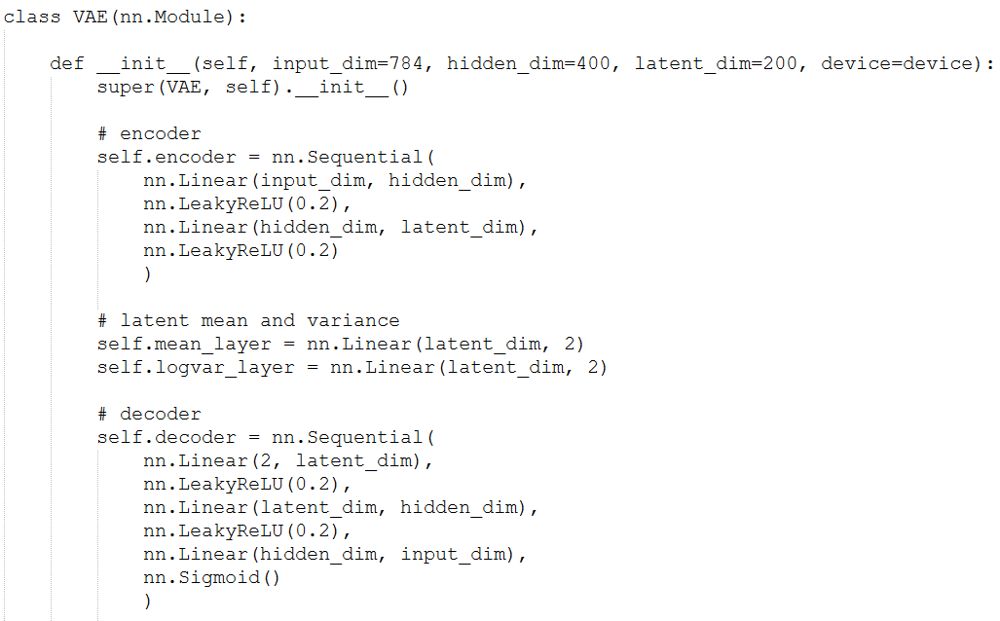 class VAE(nn.Module):
    def __init__(self, input_dim=784, hidden_dim=400, latent_dim=200, device=device):
        super(VAE, self).__init__()
        # encoder
        self.encoder = nn.Sequential(
            nn.Linear(input_dim, hidden_dim),
            nn.LeakyReLU(0.2),
            nn.Linear(hidden_dim, latent_dim),
            nn.LeakyReLU(0.2)
            )
        # latent mean and variance
        self.mean_layer = nn.Linear(latent_dim, 2)
        self.logvar_layer = nn.Linear(latent_dim, 2)
        # decoder
        self.decoder = nn.Sequential(
            nn.Linear(2, latent_dim),
            nn.LeakyReLU(0.2),
            nn.Linear(latent_dim, hidden_dim),
            nn.LeakyReLU(0.2),
            nn.Linear(hidden_dim, input_dim),
            nn.Sigmoid()
            )